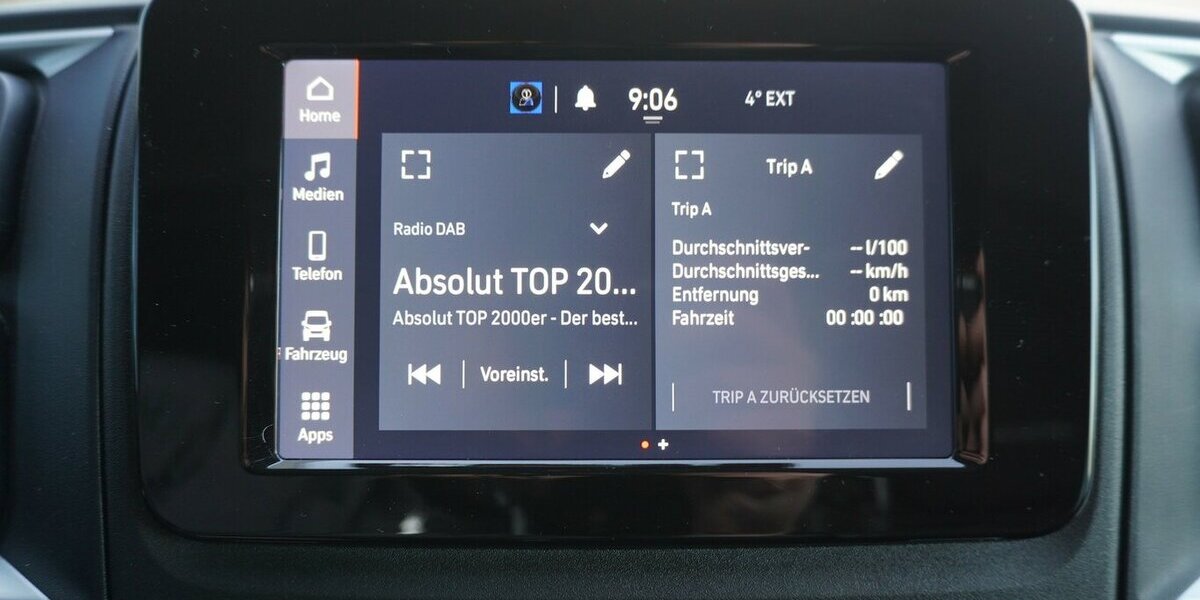 9:06
4° EXT
Home
Medien
Telefon
Fahrzeug
Apps
Radio DAB
Absolut TOP 20...
Absolut TOP 2000er - Der best...
Voreinst.
Trip A
Trip A
Durchschnittsver- -- l/100
Durchschnittsges... -- km/h
Entfernung 0 km
Fahrzeit 00 :00 :00
TRIP A ZURÜCKSETZEN